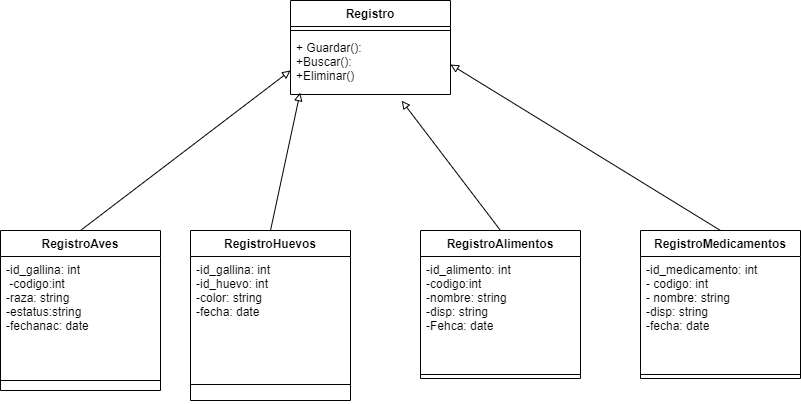 Registro
+ Guardar():
+Buscar():
+Eliminar()
RegistroAves
-id_gallina: int
-codigo:int
-raza: string
-estatus:string
-fechanac: date
RegistroHuevos
-id_gallina: int
-id_huevo: int
-color: string
-fecha: date
RegistroAlimentos
-id_alimento: int
-codigo:int
-nombre: string
-disp: string
-Fehca: date
RegistroMedicamentos
-id_medicamento: int
- codigo: int
- nombre: string
-disp: string
-fecha: date